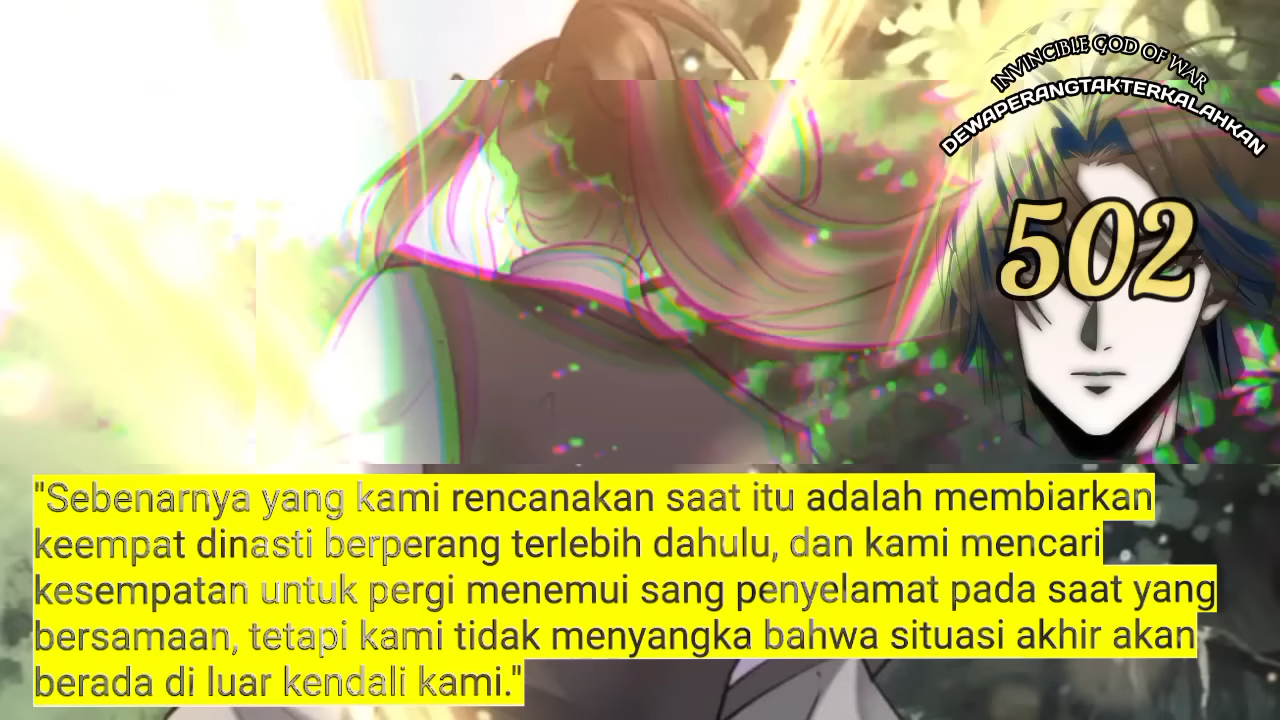 INVINCIBLE GOD OF WAR
DEWAPERANGTAKTERKALAHKAN
502
"Sebenarnya yang kami rencanakan saat itu adalah membiarkan
keempat dinasti berperang terlebih dahulu, dan kami mencari
kesempatan untuk pergi menemui sang penyelamat pada saat yang
bersamaan, tetapi kami tidak menyangka bahwa situasi akhir akan
berada di luar kendali kami."